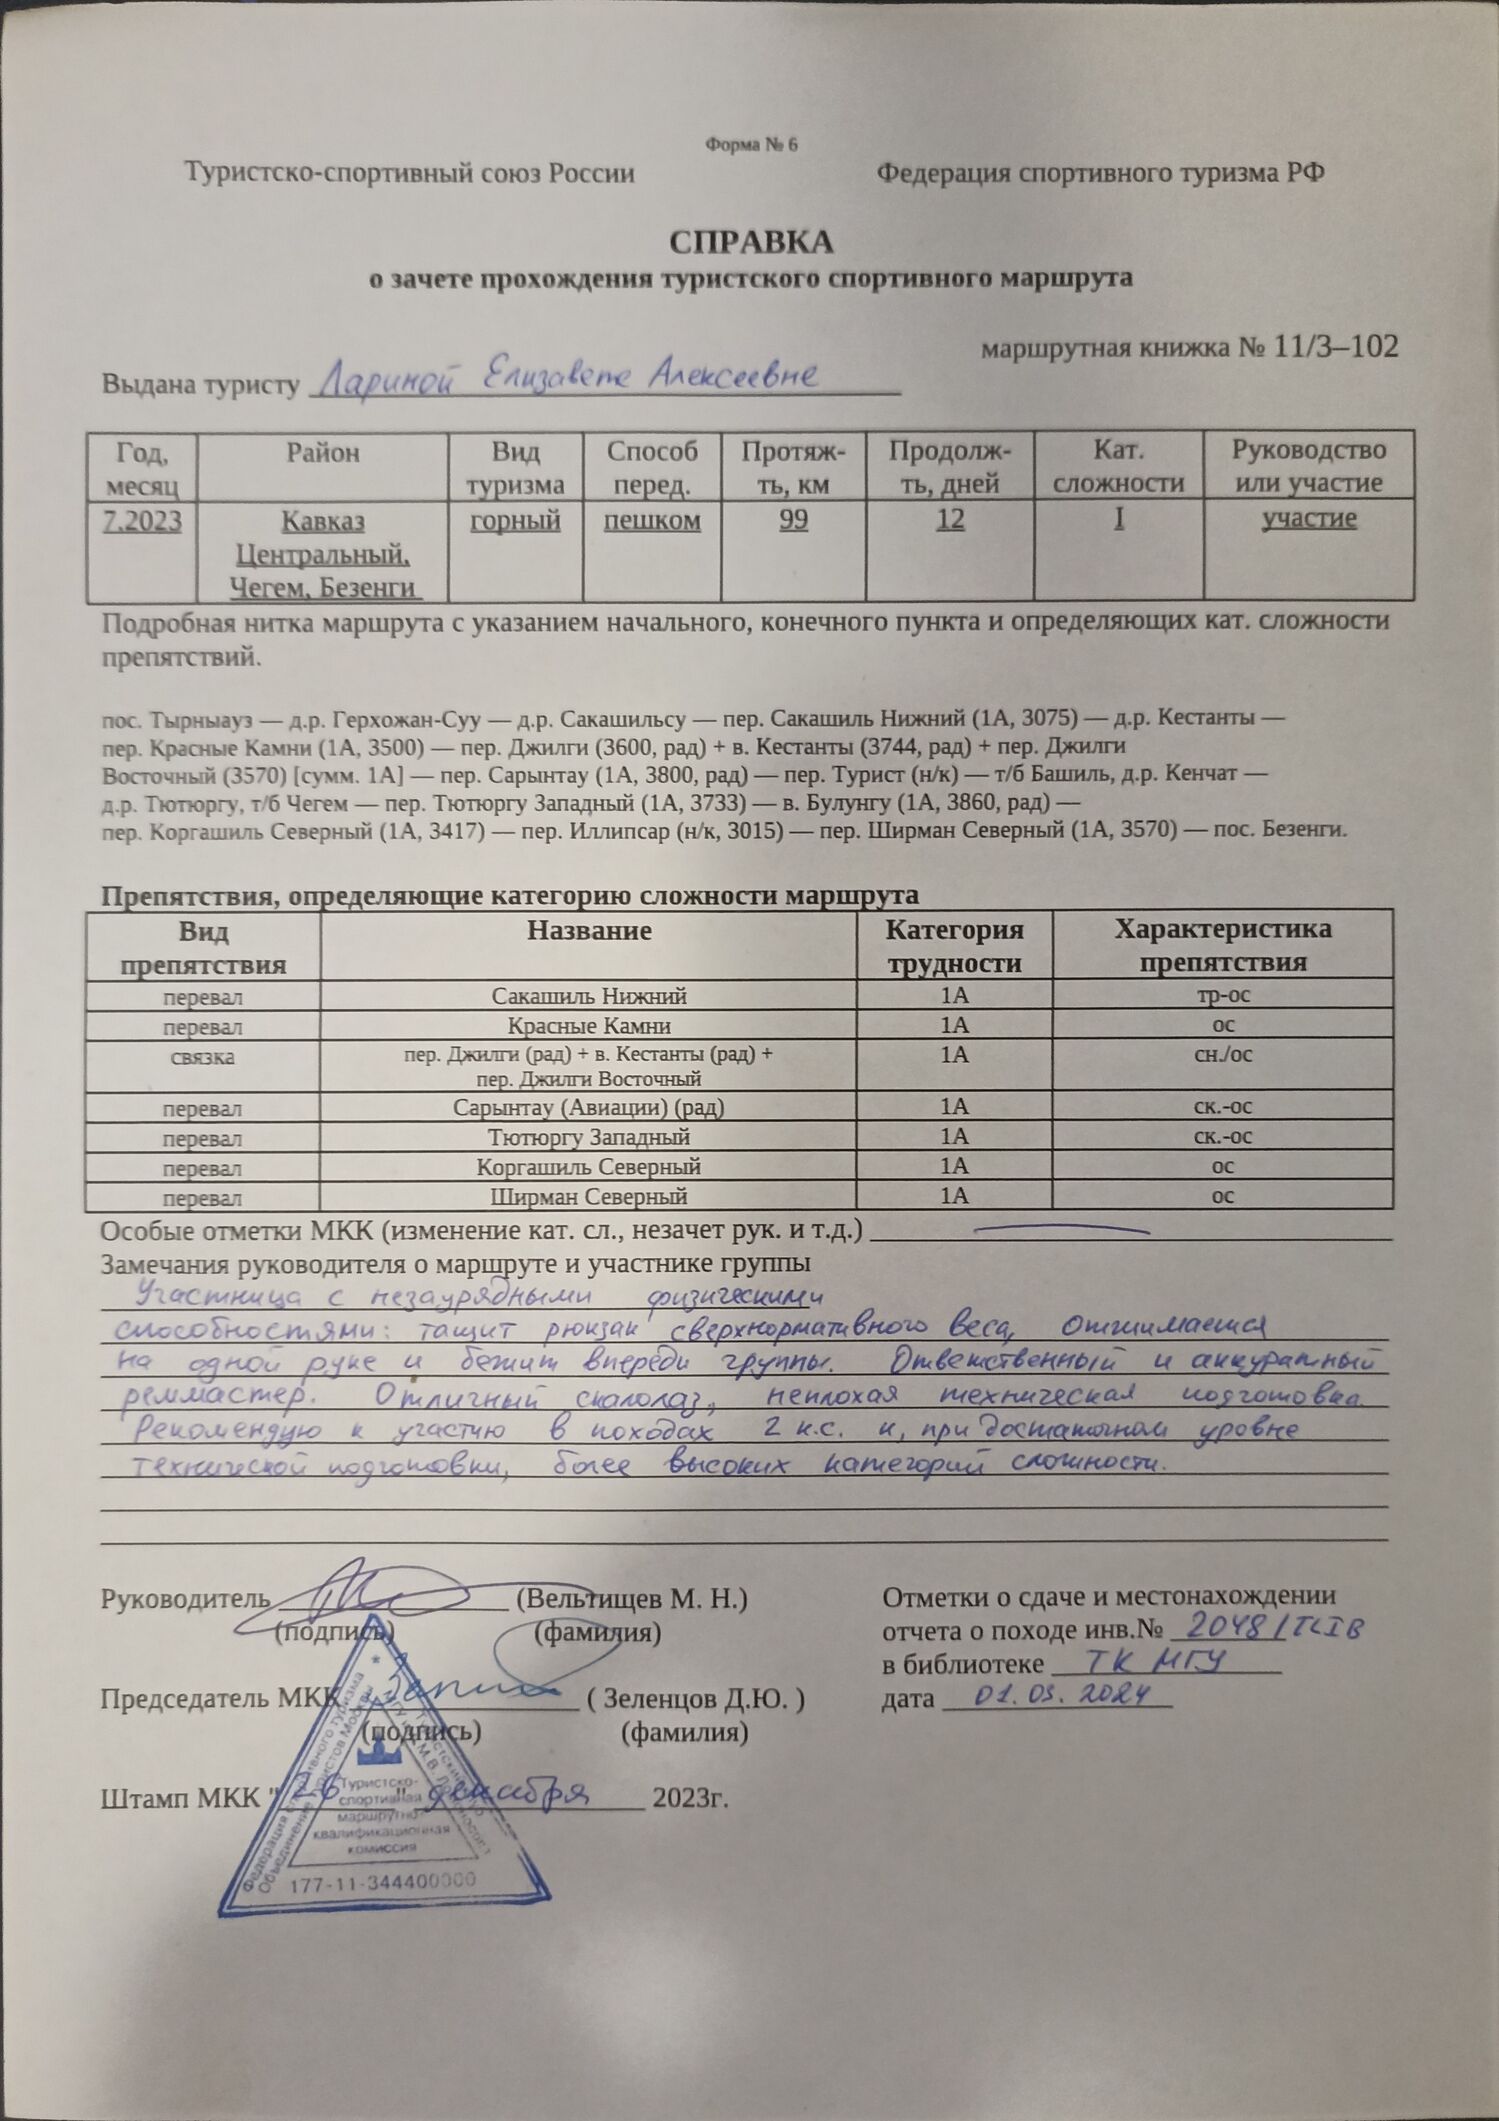 Форма № 6
Туристско-спортивный союз России Федерация спортивного туризма РФ
СПРАВКА
о зачете прохождения туристского спортивного маршрута
маршрутная книжка № 11/3–102
Выдана туристу Лариной Елизавете Алексеевне
Год, месяц Район Вид туризма Способ перед. Протяж-ть, км Продолж-ть, дней Кат. сложности Руководство или участие
7.2023 Кавказ Центральный, Чегем, Безенги горный пешком 99 12 I участие
Подробная нитка маршрута с указанием начального, конечного пункта и определяющих кат. сложности
препятствий.
пос. Тырныауз — д.р. Герхожан-Суу — д.р. Сакашильсу — пер. Сакашиль Нижний (1А, 3075) — д.р. Кестанты —
пер. Красные Камни (1А, 3500) — пер. Джилги (3600, рад) + в. Кестанты (3744, рад) + пер. Джилги
Восточный (3570) [сумм. 1А] — пер. Сарынтау (1А, 3800, рад) — пер. Турист (н/к) — т/б Башиль, д.р. Кенчат —
д.р. Тютюргу, т/б Чегем — пер. Тютюргу Западный (1А, 3733) — в. Булунгу (1А, 3860, рад) —
пер. Коргашиль Северный (1А, 3417) — пер. Иллипсар (н/к, 3015) — пер. Ширман Северный (1А, 3570) — пос. Безенги.
Препятствия, определяющие категорию сложности маршрута
Вид препятствия Название Категория трудности Характеристика препятствия
перевал Сакашиль Нижний 1А тр-ос
перевал Красные Камни 1А ос
связка пер. Джилги (рад) + в. Кестанты (рад) + 1А сн./ос
пер. Джилги Восточный
перевал Сарынтау (Авиации) (рад) 1А ск.-ос
перевал Тютюргу Западный 1А ск.-ос
перевал Коргашиль Северный 1А ос
перевал Ширман Северный 1А ос
Особые отметки МКК (изменение кат. сл., незачет рук. и т.д.)
Замечания руководителя о маршруте и участнике группы
Участница с незаурядными физическими
способностями: тащит рюкзак сверхнормативного веса, отжимается
на одной руке и бежит впереди группы. Ответственный и аккуратный
реммастер. Отличный скалолаз, неплохая техническая подготовка.
Рекомендую к участию в походах 2 к.с. и, при достаточном уровне
технической подготовки, более высоких категорий сложности.
Руководитель (Вельтищев М. Н.) Отметки о сдаче и местонахождении
(подпись) (фамилия) отчета о походе инв.№ 2048/
в библиотеке ТК МГУ
Председатель МКК ( Зеленцов Д.Ю. ) дата 01.03.2024
(подпись) (фамилия)
Штамп МКК "26" декабря 2023г.
Федерация спортивного туризма
Объединение туристов Москвы
Туристско-
спортивная
маршрутно-
квалификационная
комиссия
177-11-344400000